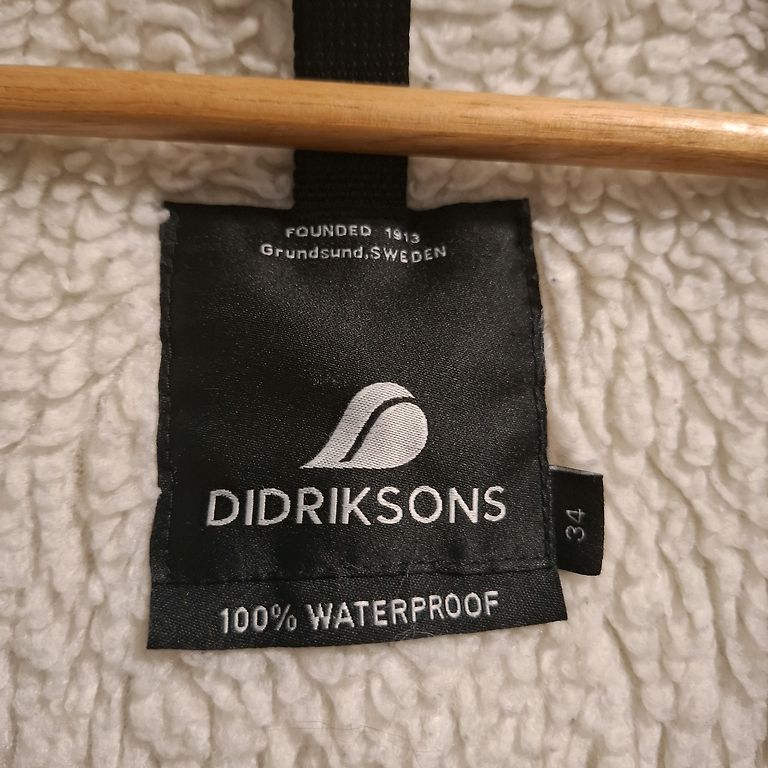 FOUNDED 1913
Grundsund,SWEDEN
DIDRIKSONS
34
100% WATERPROOF